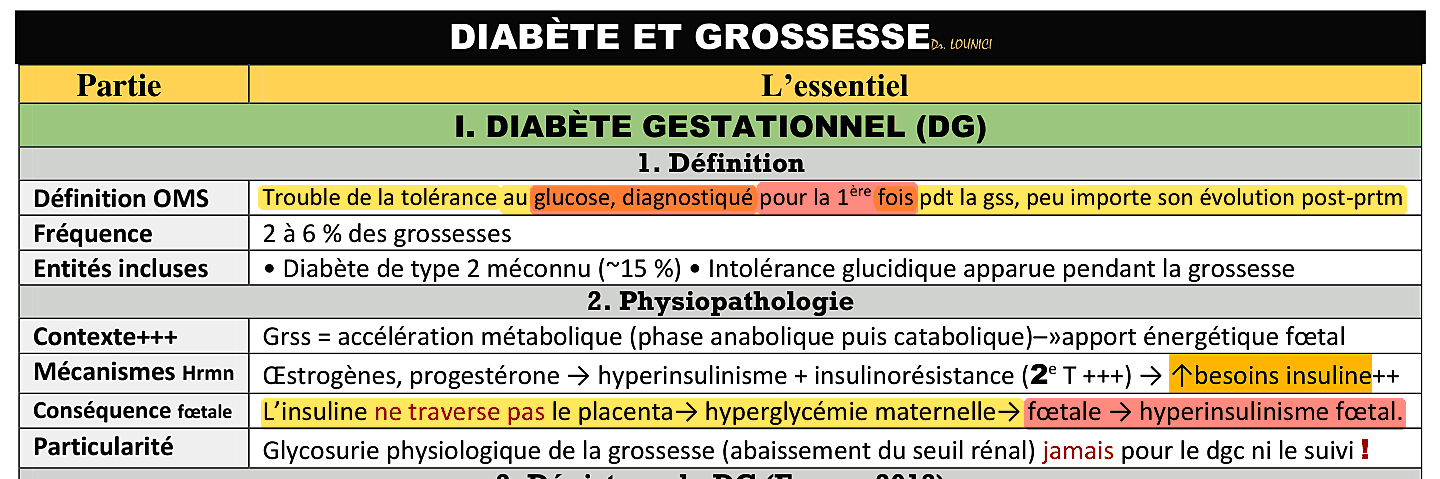 DIABÈTE ET GROSSESSE Dr. LOUNICI
Partie L’essentiel
I. DIABÈTE GESTATIONNEL (DG)
1. Définition
Définition OMS Trouble de la tolérance au glucose, diagnostiqué pour la 1ère fois pdt la gss, peu importe son évolution post-prtm
Fréquence 2 à 6 % des grossesses
Entités incluses • Diabète de type 2 méconnu (~15 %) • Intolérance glucidique apparue pendant la grossesse
2. Physiopathologie
Contexte+++ Grss = accélération métabolique (phase anabolique puis catabolique)–»apport énergétique fœtal
Mécanismes Hrmn Œstrogènes, progestérone → hyperinsulinisme + insulinorésistance (2e T +++) → ↑besoins insuline++
Conséquence fœtale L’insuline ne traverse pas le placenta→ hyperglycémie maternelle→ fœtale → hyperinsulinisme fœtal.
Particularité Glycosurie physiologique de la grossesse (abaissement du seuil rénal) jamais pour le dgc ni le suivi !